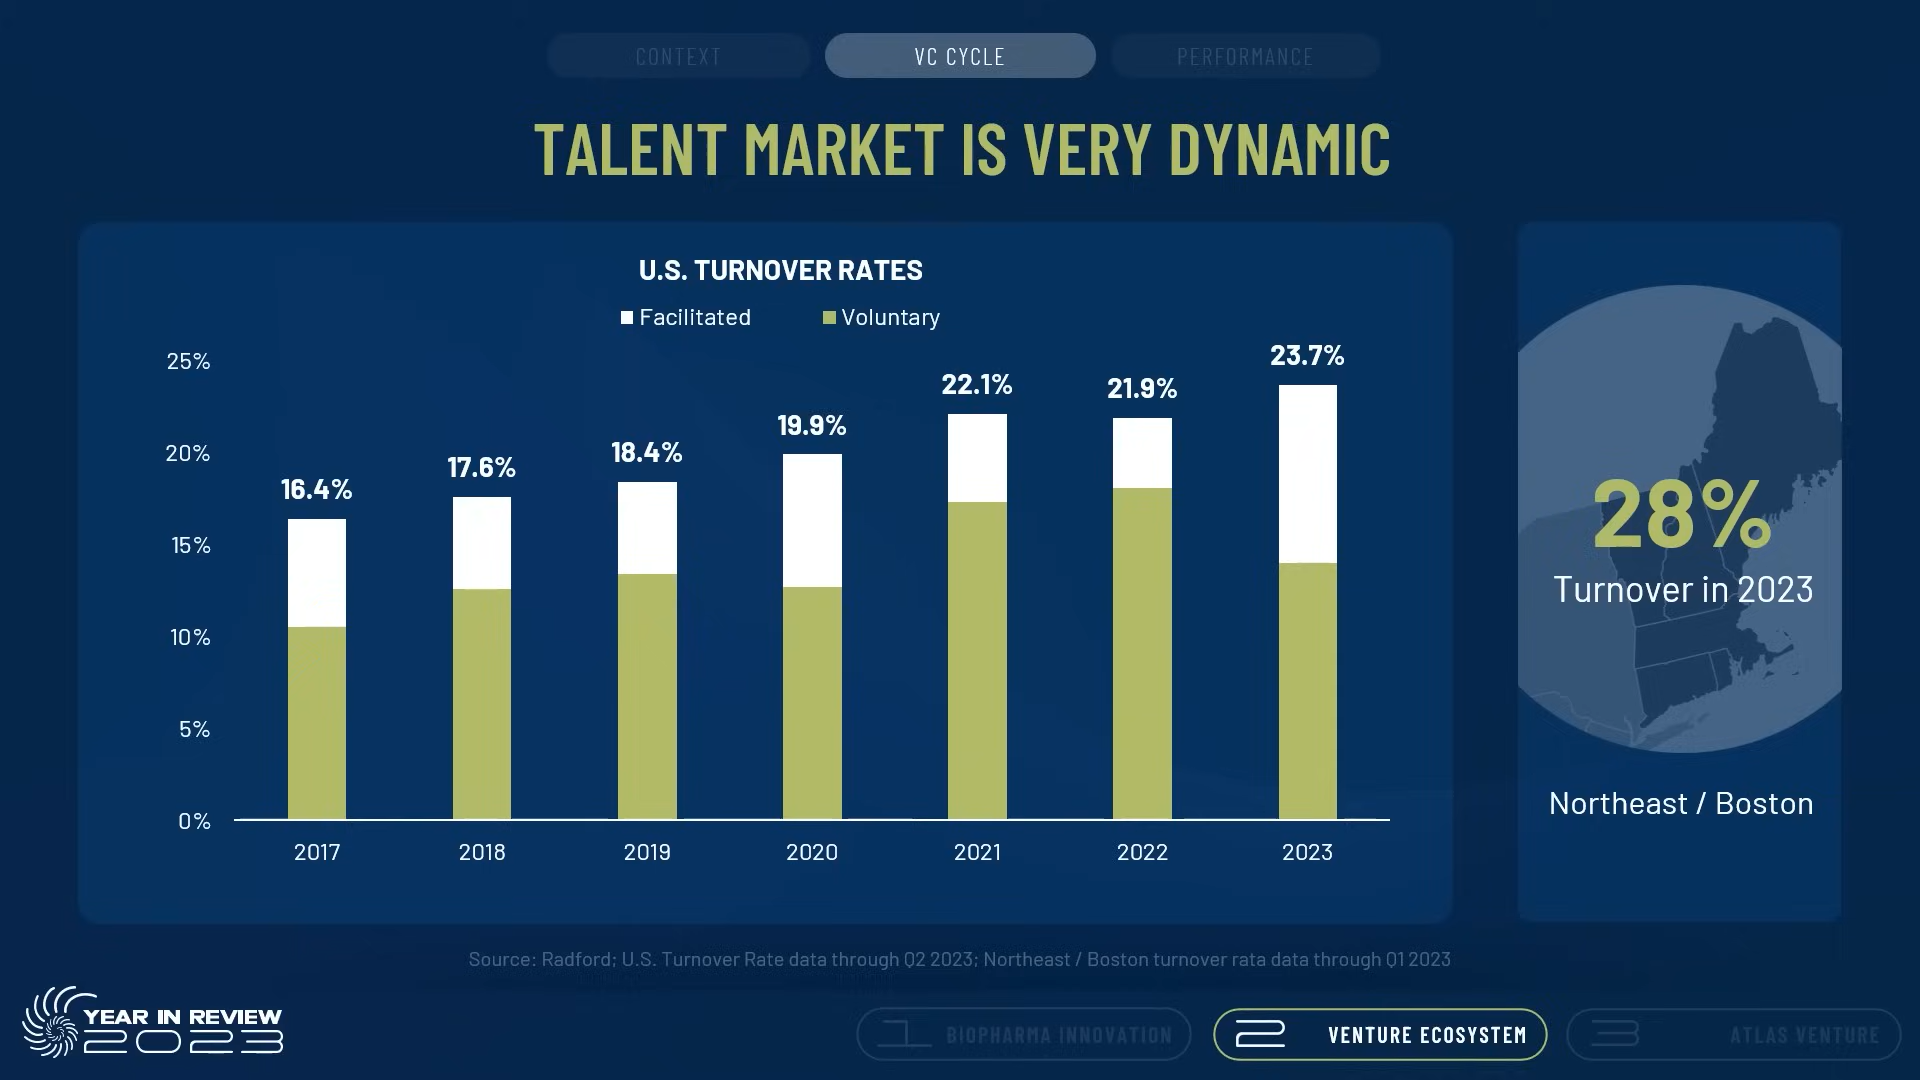 CONTEXT
VC CYCLE
PERFORMANCE
TALENT MARKET IS VERY DYNAMIC
U.S. TURNOVER RATES
Facilitated
Voluntary
25%
20%
15%
10%
5%
0%
16.4%
17.6%
18.4%
19.9%
22.1%
21.9%
23.7%
2017
2018
2019
2020
2021
2022
2023
28%
Turnover in 2023
Northeast / Boston
Source: Radford; U.S. Turnover Rate data through Q2 2023; Northeast / Boston turnover rata data through Q1 2023
YEAR IN REVIEW
2023
1 BIOPHARMA INNOVATION
2 VENTURE ECOSYSTEM
3 ATLAS VENTURE